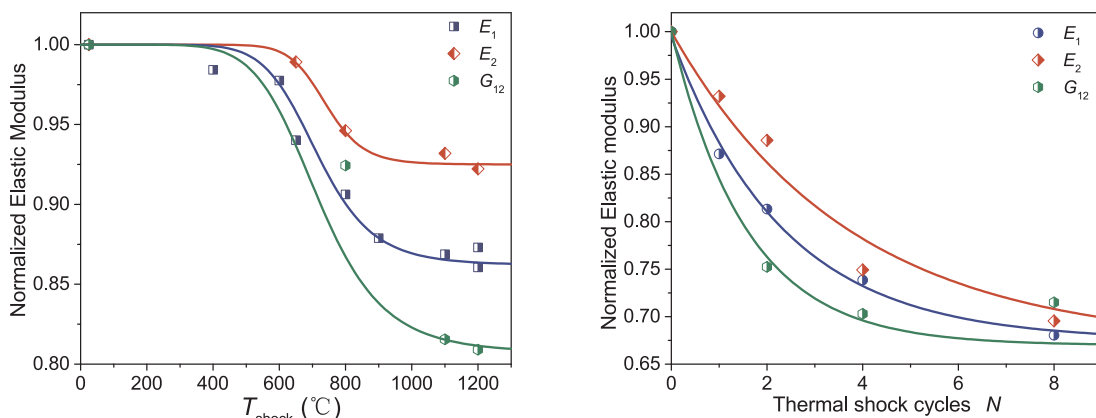 Normalized Elastic Modulus
1.00
0.95
0.90
0.85
0.80
0
200
400
600
800
1000
1200
T shock (℃)
E1
E2
G12
Normalized Elastic modulus
1.00
0.95
0.90
0.85
0.80
0.75
0.70
0.65
0
2
4
6
8
Thermal shock cycles N
E1
E2
G12